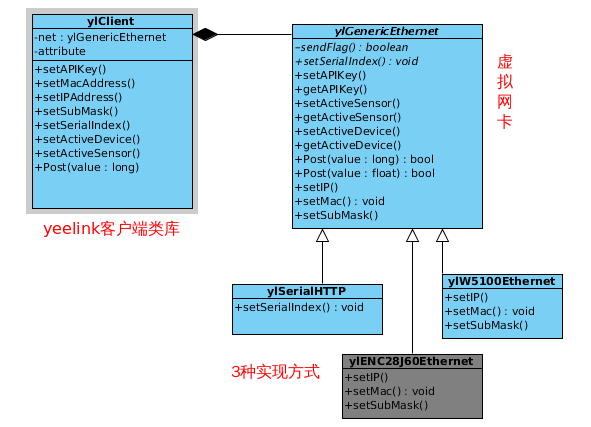 ylClient
-net : ylGenericEthernet
-attribute
+setAPIKey()
+setMacAddress()
+setIPAddress()
+setSubMask()
+setSerialIndex()
+setActiveDevice()
+setActiveSensor()
+Post(value : long)
yeelink客户端类库
ylGenericEthernet
-sendFlag() : boolean
+setSerialIndex() : void
+setAPIKey()
+getAPIKey()
+setActiveSensor()
+getActiveSensor()
+setActiveDevice()
+getActiveDevice()
+Post(value : long) : bool
+Post(value : float) : bool
+setIP()
+setMac() : void
+setSubMask()
虚
拟
网
卡
ylSerialHTTP
+setSerialIndex() : void
ylW5100Ethernet
+setIP()
+setMac() : void
+setSubMask()
3种实现方式
ylENC28J60Ethernet
+setIP()
+setMac() : void
+setSubMask()